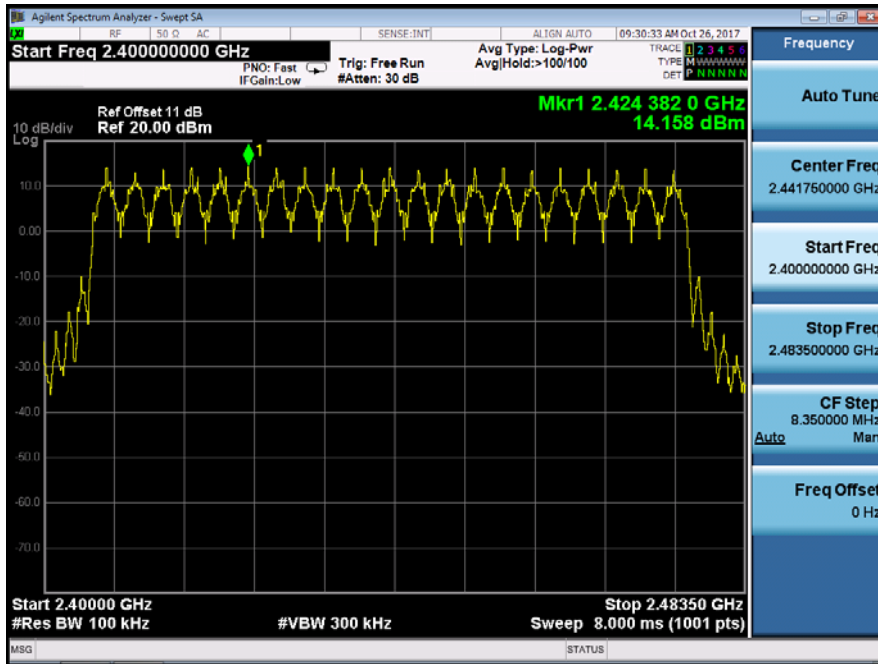 Agilent Spectrum Analyzer - Swept SA
LXI RF 50 Ω AC SENSE:INT ALIGN AUTO 09:30:33 AM Oct 26, 2017
Start Freq 2.400000000 GHz
PNO: Fast
IFGain:Low
Trig: Free Run
#Atten: 30 dB
Avg Type: Log-Pwr
Avg|Hold:>100/100
TRACE 1 2 3 4 5 6
TYPE M WWWWW
DET P N N N N N
Frequency
Ref Offset 11 dB
10 dB/div Ref 20.00 dBm
Log
Mkr1 2.424 382 0 GHz
14.158 dBm
1
10.0
0.00
-10.0
-20.0
-30.0
-40.0
-50.0
-60.0
-70.0
Start 2.40000 GHz
Stop 2.48350 GHz
#Res BW 100 kHz
#VBW 300 kHz
Sweep 8.000 ms (1001 pts)
MSG
STATUS
Auto Tune
Center Freq
2.441750000 GHz
Start Freq
2.400000000 GHz
Stop Freq
2.483500000 GHz
CF Step
8.350000 MHz
Auto Man
Freq Offset
0 Hz